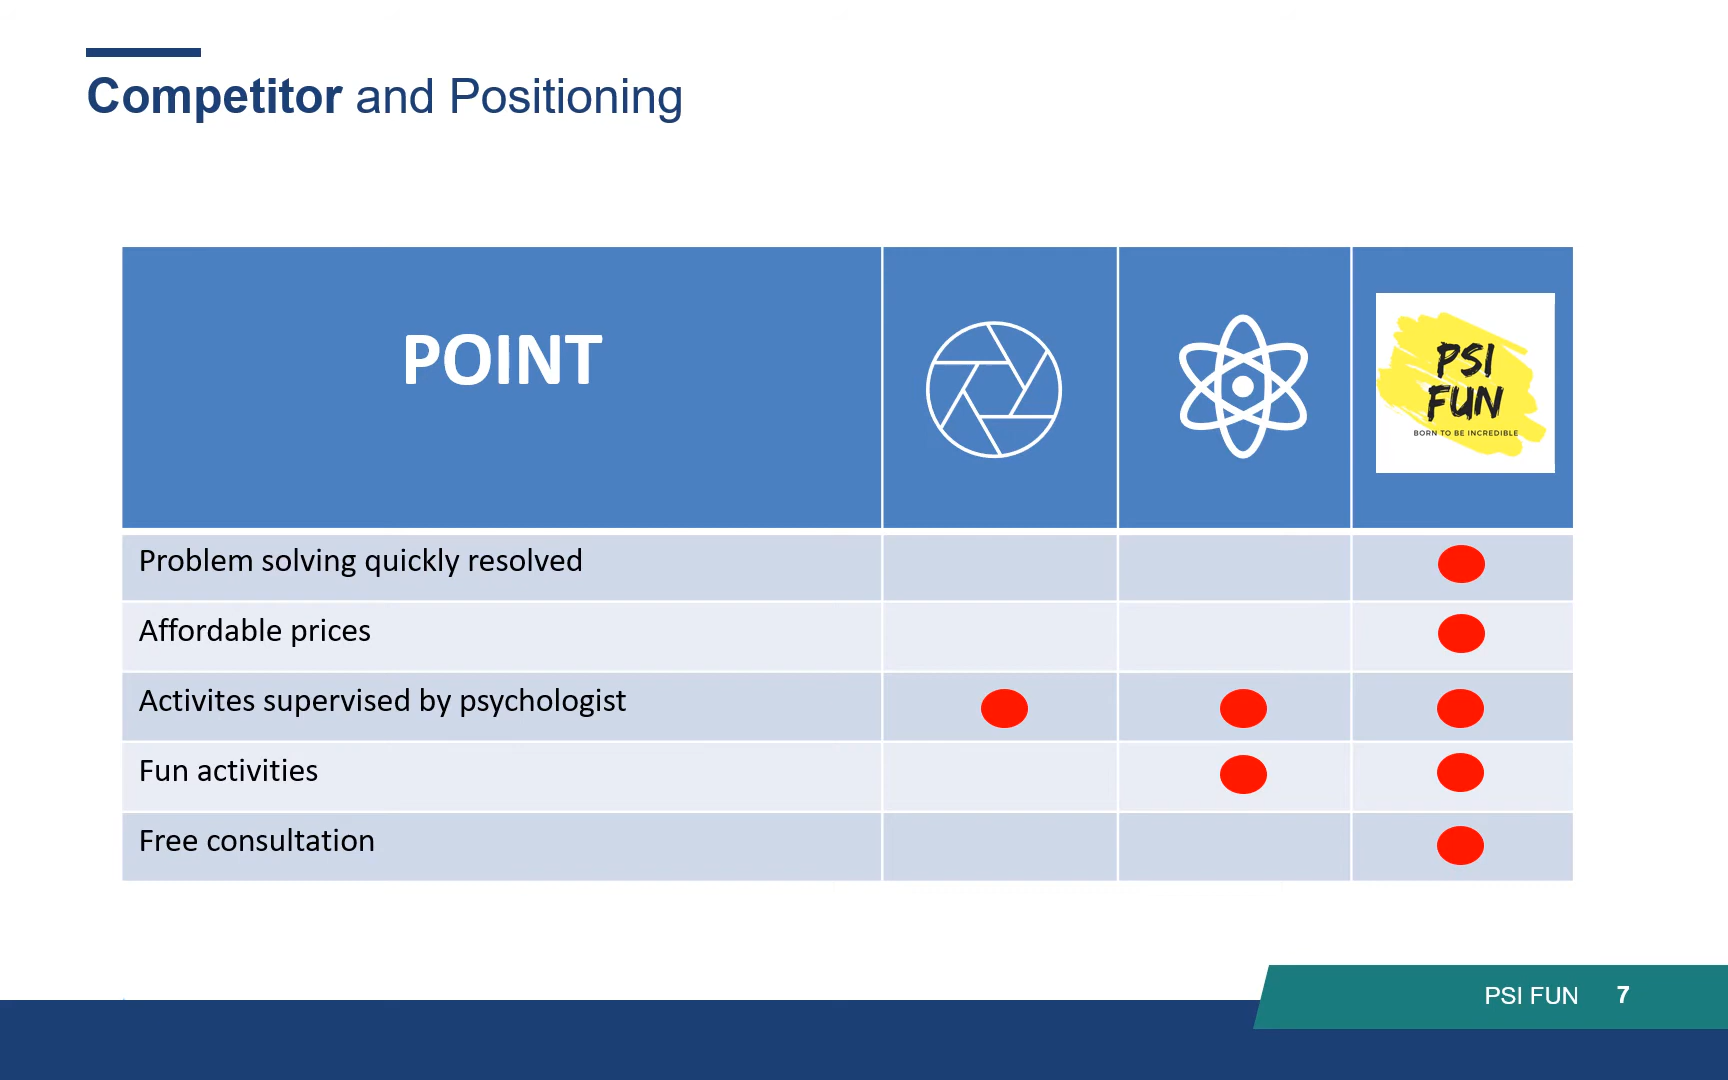 Competitor and Positioning
POINT
PSI
FUN
BORN TO BE INCREDIBLE
Problem solving quickly resolved
Affordable prices
Activites supervised by psychologist
Fun activities
Free consultation
PSI FUN 7